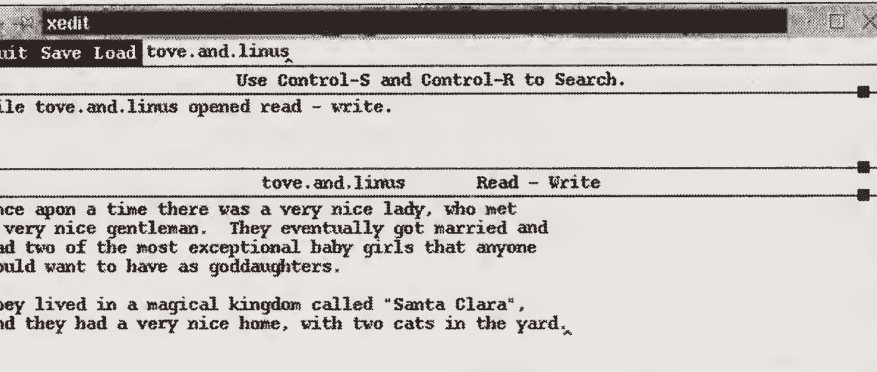 xedit
uit Save Load tove.and.linus
Use Control-S and Control-R to Search.
ile tove.and.linus opened read - write.
tove.and.linus Read - Write
nce apon a time there was a very nice lady, who met
very nice gentleman. They eventually got married and
ad two of the most exceptional baby girls that anyone
ould want to have as goddaughters.
hey lived in a magical kingdom called "Santa Clara",
nd they had a very nice home, with two cats in the yard.